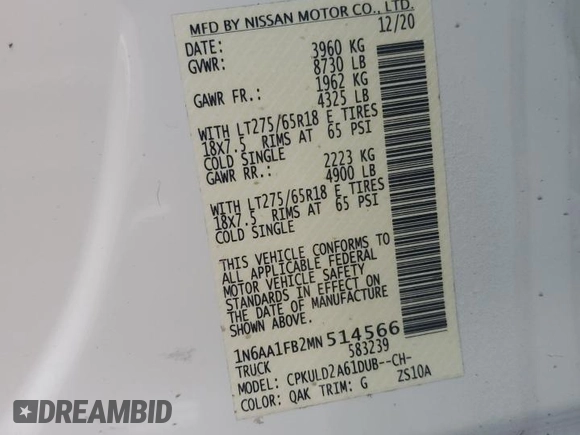 MFD BY NISSAN MOTOR CO., LTD.
DATE: 12/20
GVWR: 3960 KG
8730 LB
GAWR FR.: 1962 KG
4325 LB
WITH LT275/65R18 E TIRES
18X7.5 RIMS AT 65 PSI
COLD SINGLE
GAWR RR.: 2223 KG
4900 LB
WITH LT275/65R18 E TIRES
18X7.5 RIMS AT 65 PSI
COLD SINGLE
THIS VEHICLE CONFORMS TO
ALL APPLICABLE FEDERAL
MOTOR VEHICLE SAFETY
STANDARDS IN EFFECT ON
THE DATE OF MANUFACTURE
SHOWN ABOVE.
1N6AA1FB2MN514566
TRUCK 583239
MODEL: CPKULD2A61DUB--CH-
COLOR: QAK TRIM: G ZS10A
DREAMBID